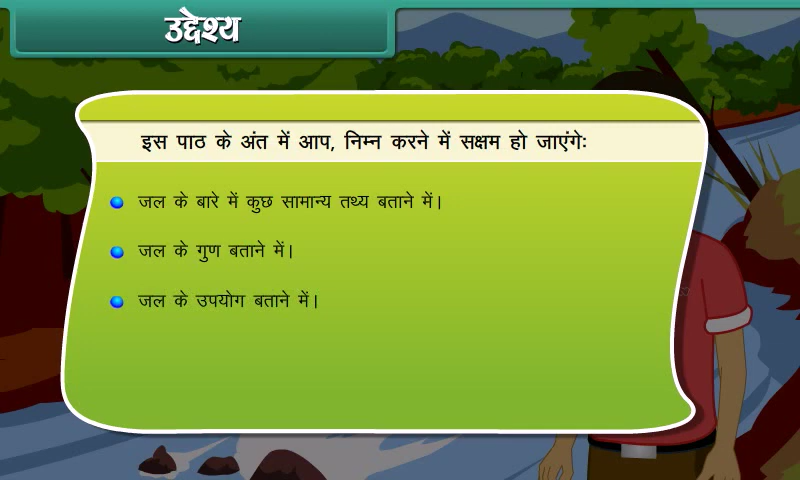 उद्देश्य
इस पाठ के अंत में आप, निम्न करने में सक्षम हो जाएंगेः
जल के बारे में कुछ सामान्य तथ्य बताने में।
जल के गुण बताने में।
जल के उपयोग बताने में।